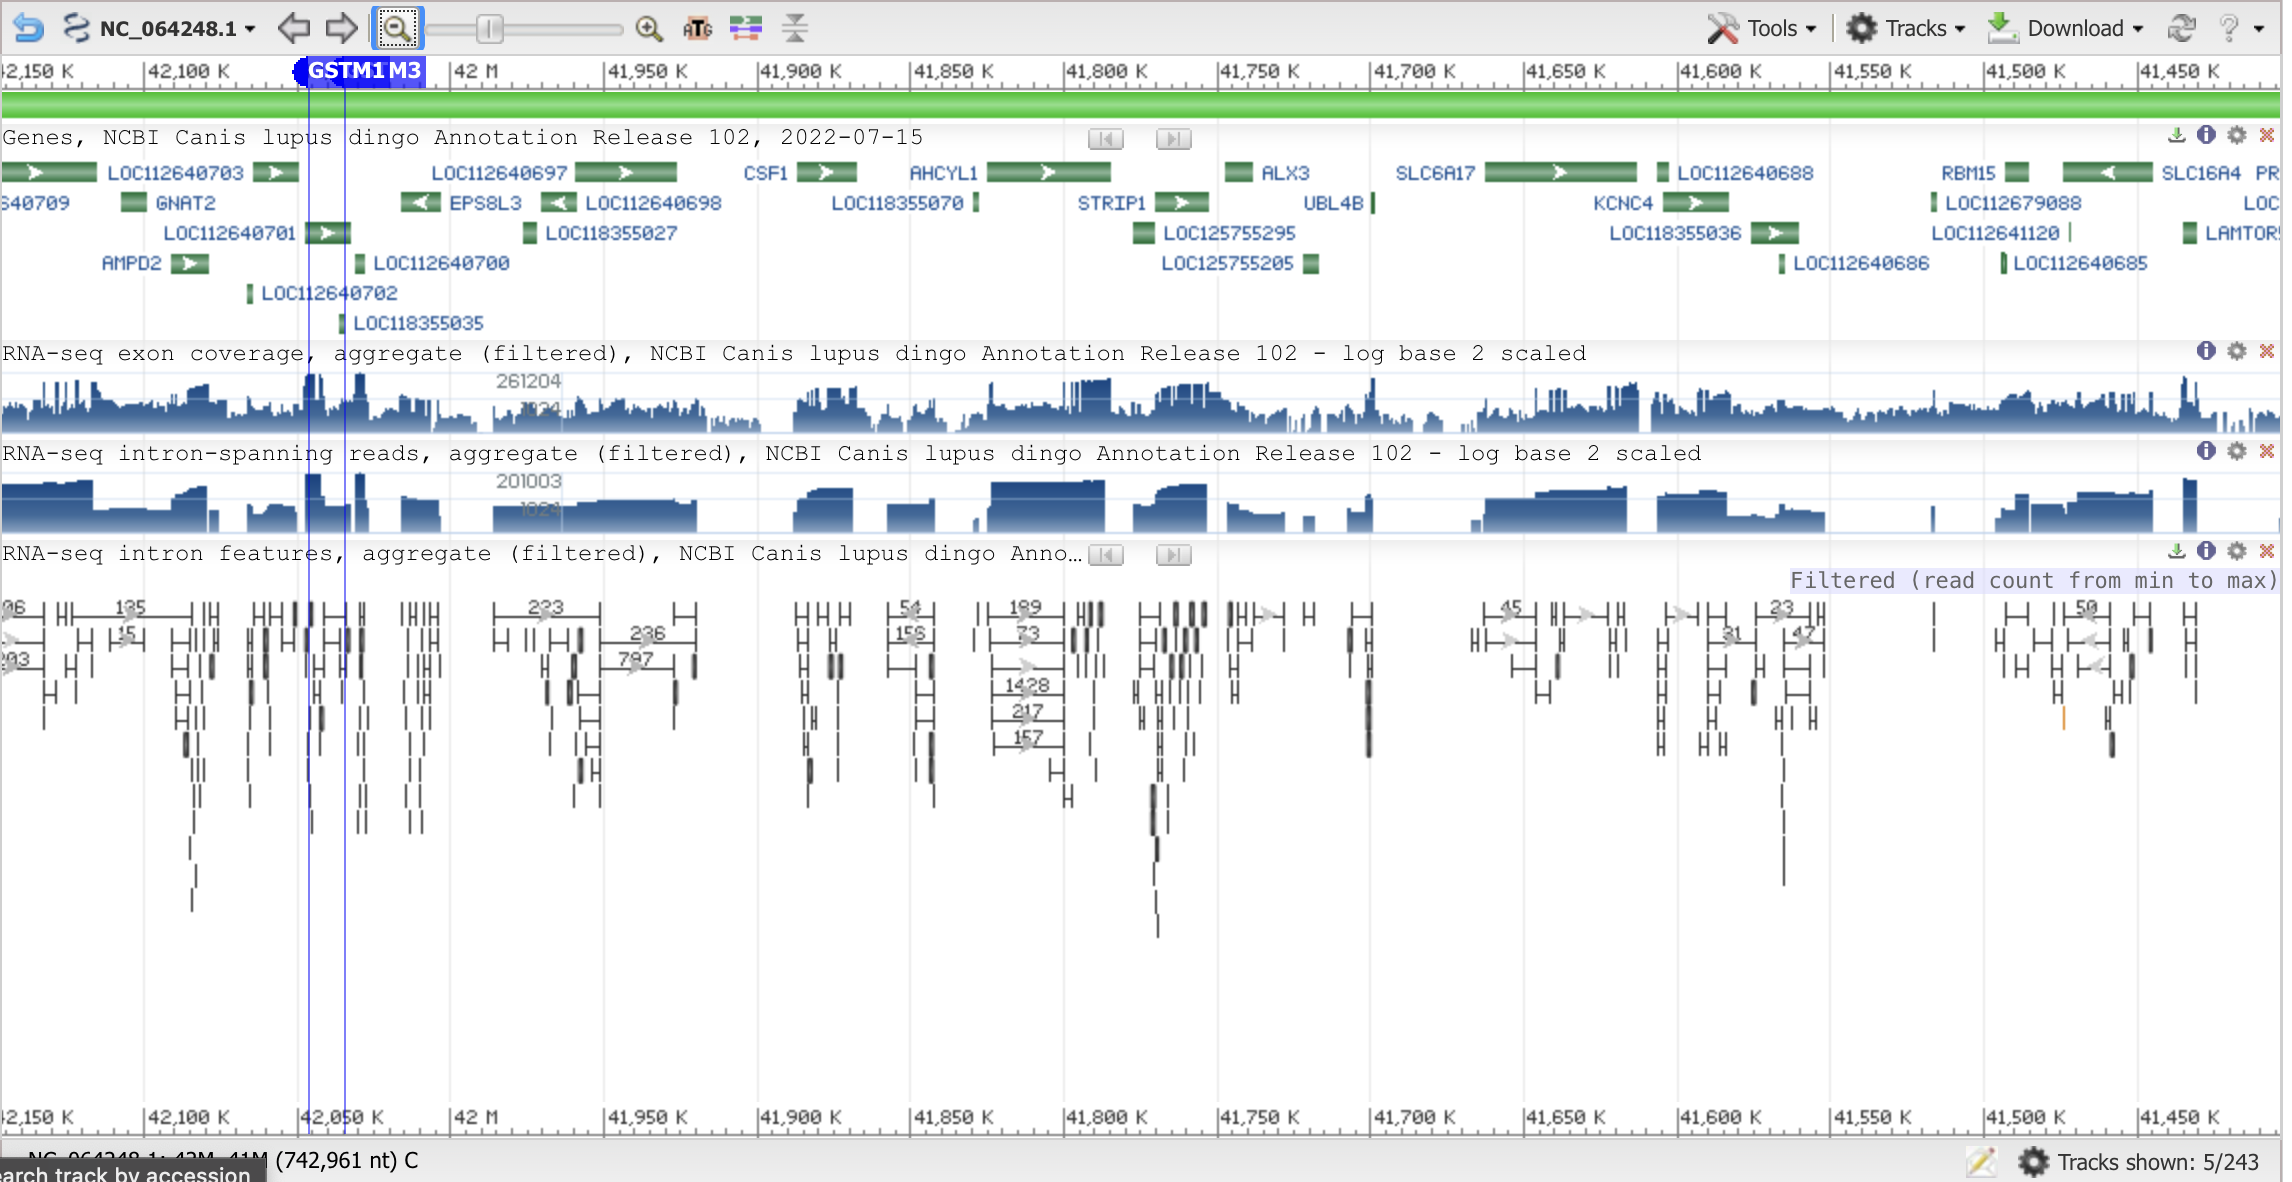 NC_064248.1 Tools Tracks Download
2,150 K 42,100 K GSTM1 M3 42 M 41,950 K 41,900 K 41,850 K 41,800 K 41,750 K 41,700 K 41,650 K 41,600 K 41,550 K 41,500 K 41,450 K
Genes, NCBI Canis lupus dingo Annotation Release 102, 2022-07-15
LOC112640703 LOC112640697 CSF1 AHCYL1 ALX3 SLC6A17 LOC112640688 RBM15 SLC16A4 PR
S40709 GNAT2 EPS8L3 LOC112640698 LOC118355070 STRIP1 UBL4B KCNC4 LOC112679088 LOC
LOC112640701 LOC118355027 LOC125755295 LOC118355036 LOC112641120 LAMTOR
AMPD2 LOC112640700 LOC125755205 LOC112640686 LOC112640685
LOC112640702
LOC118355035
RNA-seq exon coverage, aggregate (filtered), NCBI Canis lupus dingo Annotation Release 102 - log base 2 scaled
261204
1024
RNA-seq intron-spanning reads, aggregate (filtered), NCBI Canis lupus dingo Annotation Release 102 - log base 2 scaled
201003
1024
RNA-seq intron features, aggregate (filtered), NCBI Canis lupus dingo Anno…
Filtered (read count from min to max)
06 135 223 54 189 45 23 50
15 236 156 73 31 47
03 797
1428
217
157
2,150 K 42,100 K 42,050 K 42 M 41,950 K 41,900 K 41,850 K 41,800 K 41,750 K 41,700 K 41,650 K 41,600 K 41,550 K 41,500 K 41,450 K
NC_064248.1: 42M..41M (742,961 nt) C Tracks shown: 5/243
earch track by accession